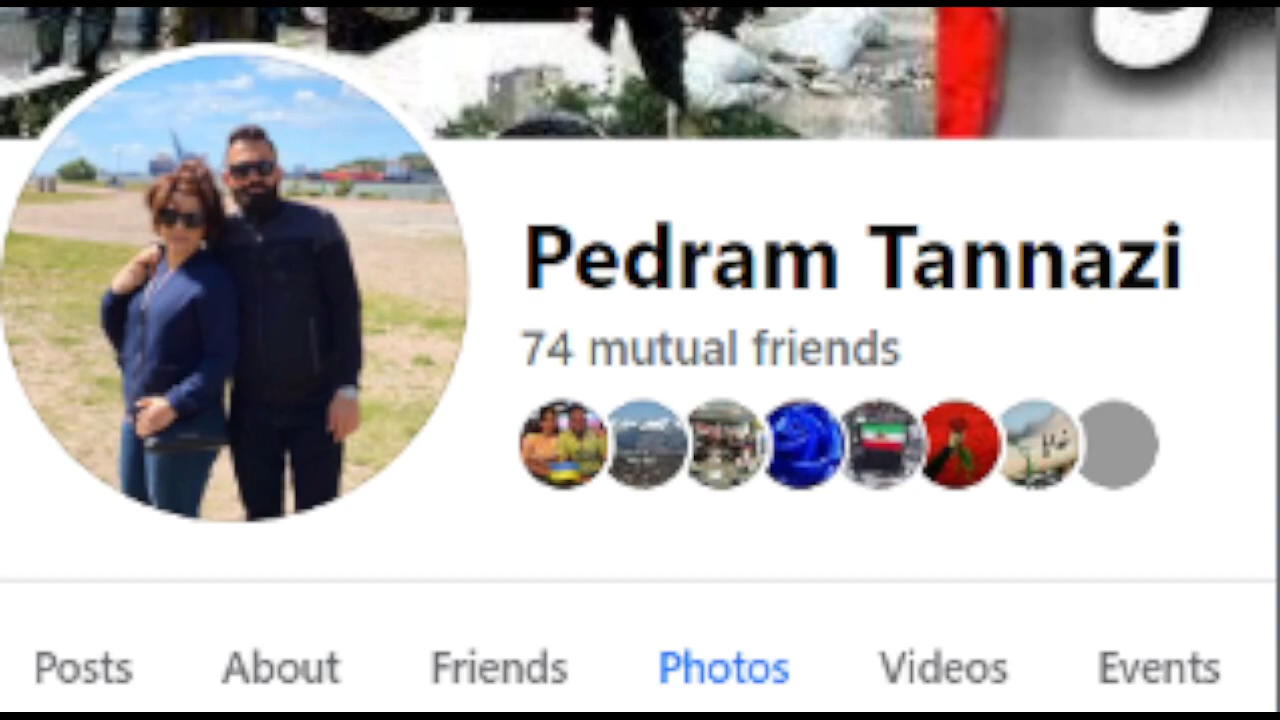 Pedram Tannazi
74 mutual friends
Posts About Friends Photos Videos Events